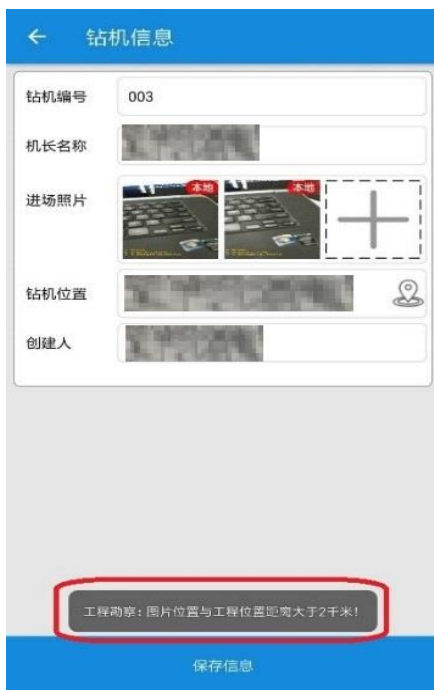 钻机信息
钻机编号 003
机长名称
进场照片 本地 本地
钻机位置
创建人
工程勘察：图片位置与工程位置距离大于2千米！
保存信息